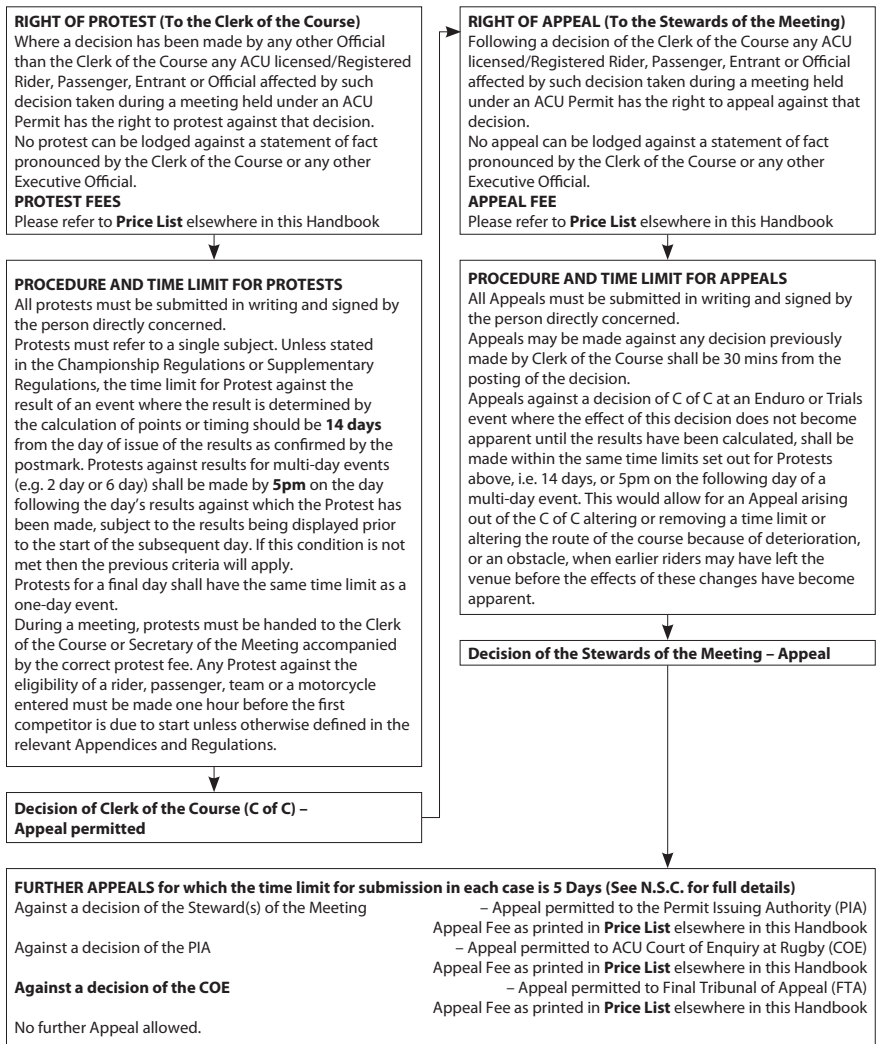 RIGHT OF PROTEST (To the Clerk of the Course)
Where a decision has been made by any other Official
than the Clerk of the Course any ACU licensed/Registered
Rider, Passenger, Entrant or Official affected by such
decision taken during a meeting held under an ACU
Permit has the right to protest against that decision.
No protest can be lodged against a statement of fact
pronounced by the Clerk of the Course or any other
Executive Official.
PROTEST FEES
Please refer to Price List elsewhere in this Handbook
PROCEDURE AND TIME LIMIT FOR PROTESTS
All protests must be submitted in writing and signed by
the person directly concerned.
Protests must refer to a single subject. Unless stated
in the Championship Regulations or Supplementary
Regulations, the time limit for Protest against the
result of an event where the result is determined by
the calculation of points or timing should be 14 days
from the day of issue of the results as confirmed by the
postmark. Protests against results for multi-day events
(e.g. 2 day or 6 day) shall be made by 5pm on the day
following the day's results against which the Protest has
been made, subject to the results being displayed prior
to the start of the subsequent day. If this condition is not
met then the previous criteria will apply.
Protests for a final day shall have the same time limit as a
one-day event.
During a meeting, protests must be handed to the Clerk
of the Course or Secretary of the Meeting accompanied
by the correct protest fee. Any Protest against the
eligibility of a rider, passenger, team or a motorcycle
entered must be made one hour before the first
competitor is due to start unless otherwise defined in the
relevant Appendices and Regulations.
Decision of Clerk of the Course (C of C) –
Appeal permitted
RIGHT OF APPEAL (To the Stewards of the Meeting)
Following a decision of the Clerk of the Course any ACU
licensed/Registered Rider, Passenger, Entrant or Official
affected by such decision taken during a meeting held
under an ACU Permit has the right to appeal against that
decision.
No appeal can be lodged against a statement of fact
pronounced by the Clerk of the Course or any other
Executive Official.
APPEAL FEE
Please refer to Price List elsewhere in this Handbook
PROCEDURE AND TIME LIMIT FOR APPEALS
All Appeals must be submitted in writing and signed by
the person directly concerned.
Appeals may be made against any decision previously
made by Clerk of the Course shall be 30 mins from the
posting of the decision.
Appeals against a decision of C of C at an Enduro or Trials
event where the effect of this decision does not become
apparent until the results have been calculated, shall be
made within the same time limits set out for Protests
above, i.e. 14 days, or 5pm on the following day of a
multi-day event. This would allow for an Appeal arising
out of the C of C altering or removing a time limit or
altering the route of the course because of deterioration,
or an obstacle, when earlier riders may have left the
venue before the effects of these changes have become
apparent.
Decision of the Stewards of the Meeting – Appeal
FURTHER APPEALS for which the time limit for submission in each case is 5 Days (See N.S.C. for full details)
Against a decision of the Steward(s) of the Meeting – Appeal permitted to the Permit Issuing Authority (PIA)
Appeal Fee as printed in Price List elsewhere in this Handbook
Against a decision of the PIA – Appeal permitted to ACU Court of Enquiry at Rugby (COE)
Appeal Fee as printed in Price List elsewhere in this Handbook
Against a decision of the COE – Appeal permitted to Final Tribunal of Appeal (FTA)
Appeal Fee as printed in Price List elsewhere in this Handbook
No further Appeal allowed.